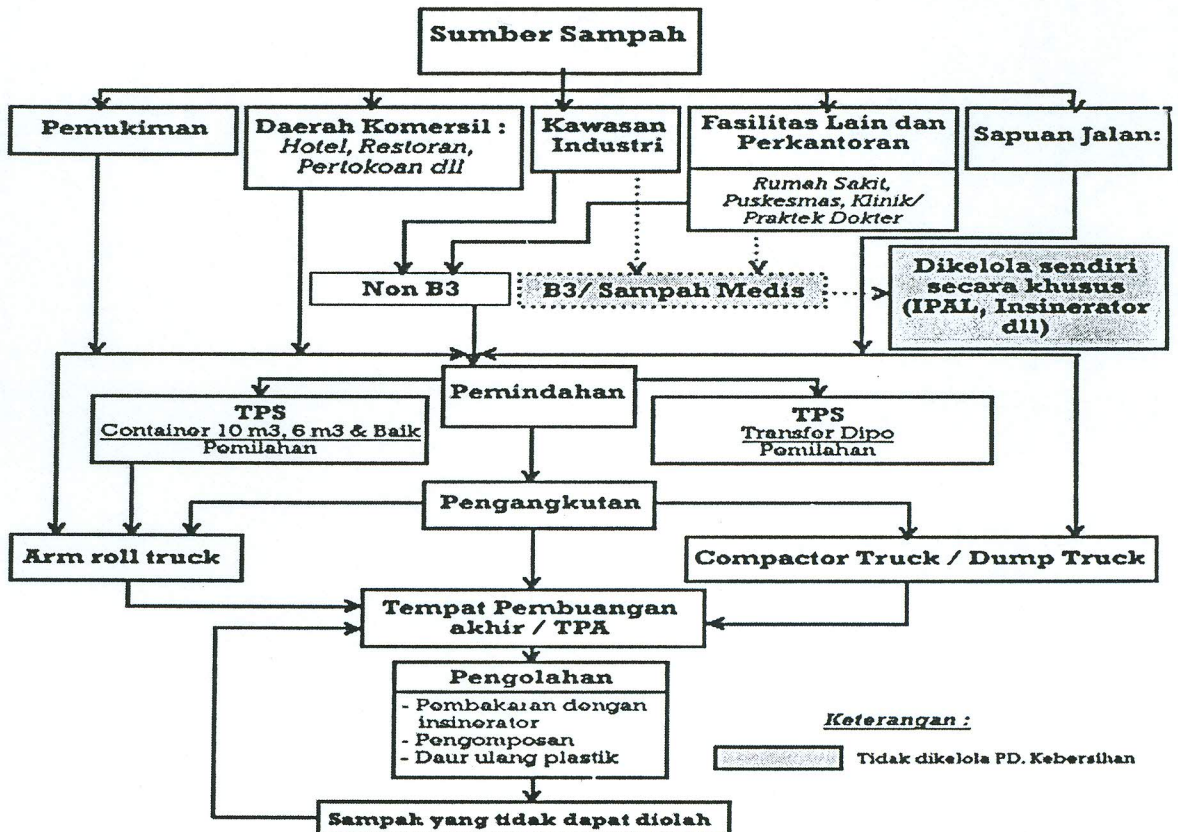 Sumber Sampah
Pemukiman
Daerah Komersil :
Hotel, Restoran,
Pertokoan dll
Kawasan
Industri
Fasilitas Lain dan
Perkantoran
Rumah Sakit,
Puskesmas, Klinik/
Praktek Dokter
Sapuan Jalan:
Non B3
B3/ Sampah Medis
Dikelola sendiri
secara khusus
(IPAL, Insinerator
dll)
Pemindahan
TPS
Container 10 m3, 6 m3 & Baik
Pemilahan
TPS
Transfer Dipo
Pemilahan
Pengangkutan
Arm roll truck
Compactor Truck / Dump Truck
Tempat Pembuangan
akhir / TPA
Pengolahan
- Pembakaran dengan
insinerator
- Pengomposan
- Daur ulang plastik
Keterangan :
Tidak dikelola PD. Kebersihan
Sampah yang tidak dapat diolah